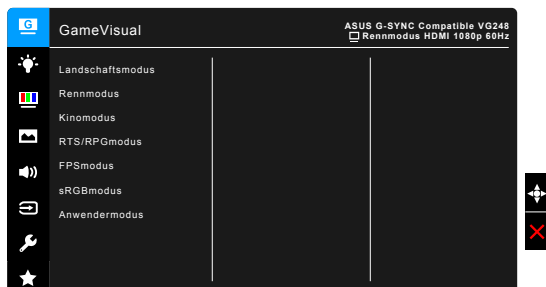 G
GameVisual
ASUS G-SYNC Compatible VG248
Rennmodus HDMI 1080p 60Hz
Landschaftsmodus
Rennmodus
Kinomodus
RTS/RPGmodus
FPSmodus
sRGBmodus
Anwendermodus